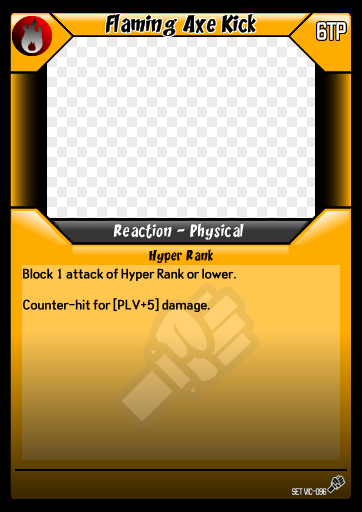 Flaming Axe Kick
6TP
Reaction - Physical
Hyper Rank
Block 1 attack of Hyper Rank or lower.
Counter-hit for [PLV+5] damage.
SET VIC-096